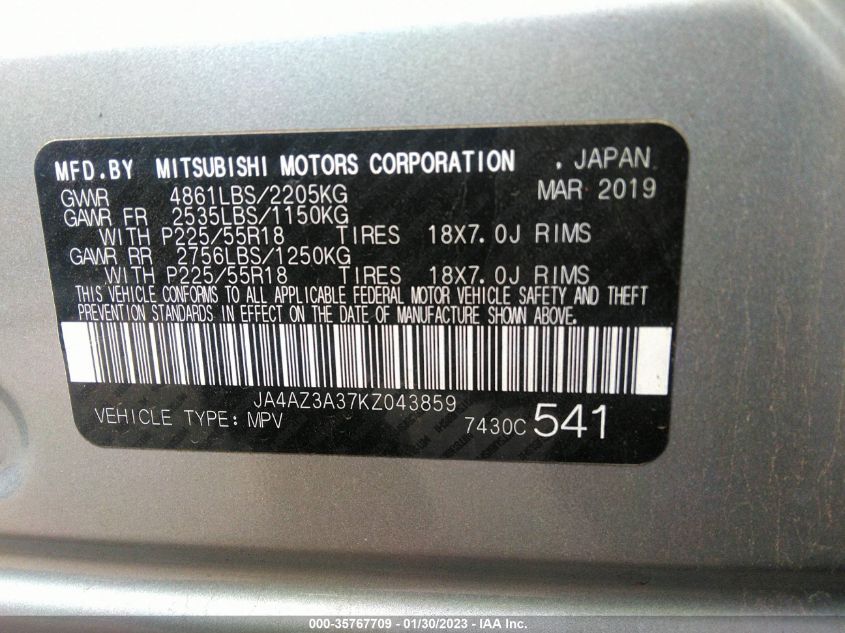 MFD.BY MITSUBISHI MOTORS CORPORATION . JAPAN
GVWR 4861LBS/2205KG MAR 2019
GAWR FR 2535LBS/1150KG
WITH P225/55R18 TIRES 18X7.0J RIMS
GAWR RR 2756LBS/1250KG
WITH P225/55R18 TIRES 18X7.0J RIMS
THIS VEHICLE CONFORMS TO ALL APPLICABLE FEDERAL MOTOR VEHICLE SAFETY AND THEFT
PREVENTION STANDARDS IN EFFECT ON THE DATE OF MANUFACTURE SHOWN ABOVE.
JA4AZ3A37KZ043859
VEHICLE TYPE: MPV 7430C 541
000-35767709 - 01/30/2023 - IAA Inc.